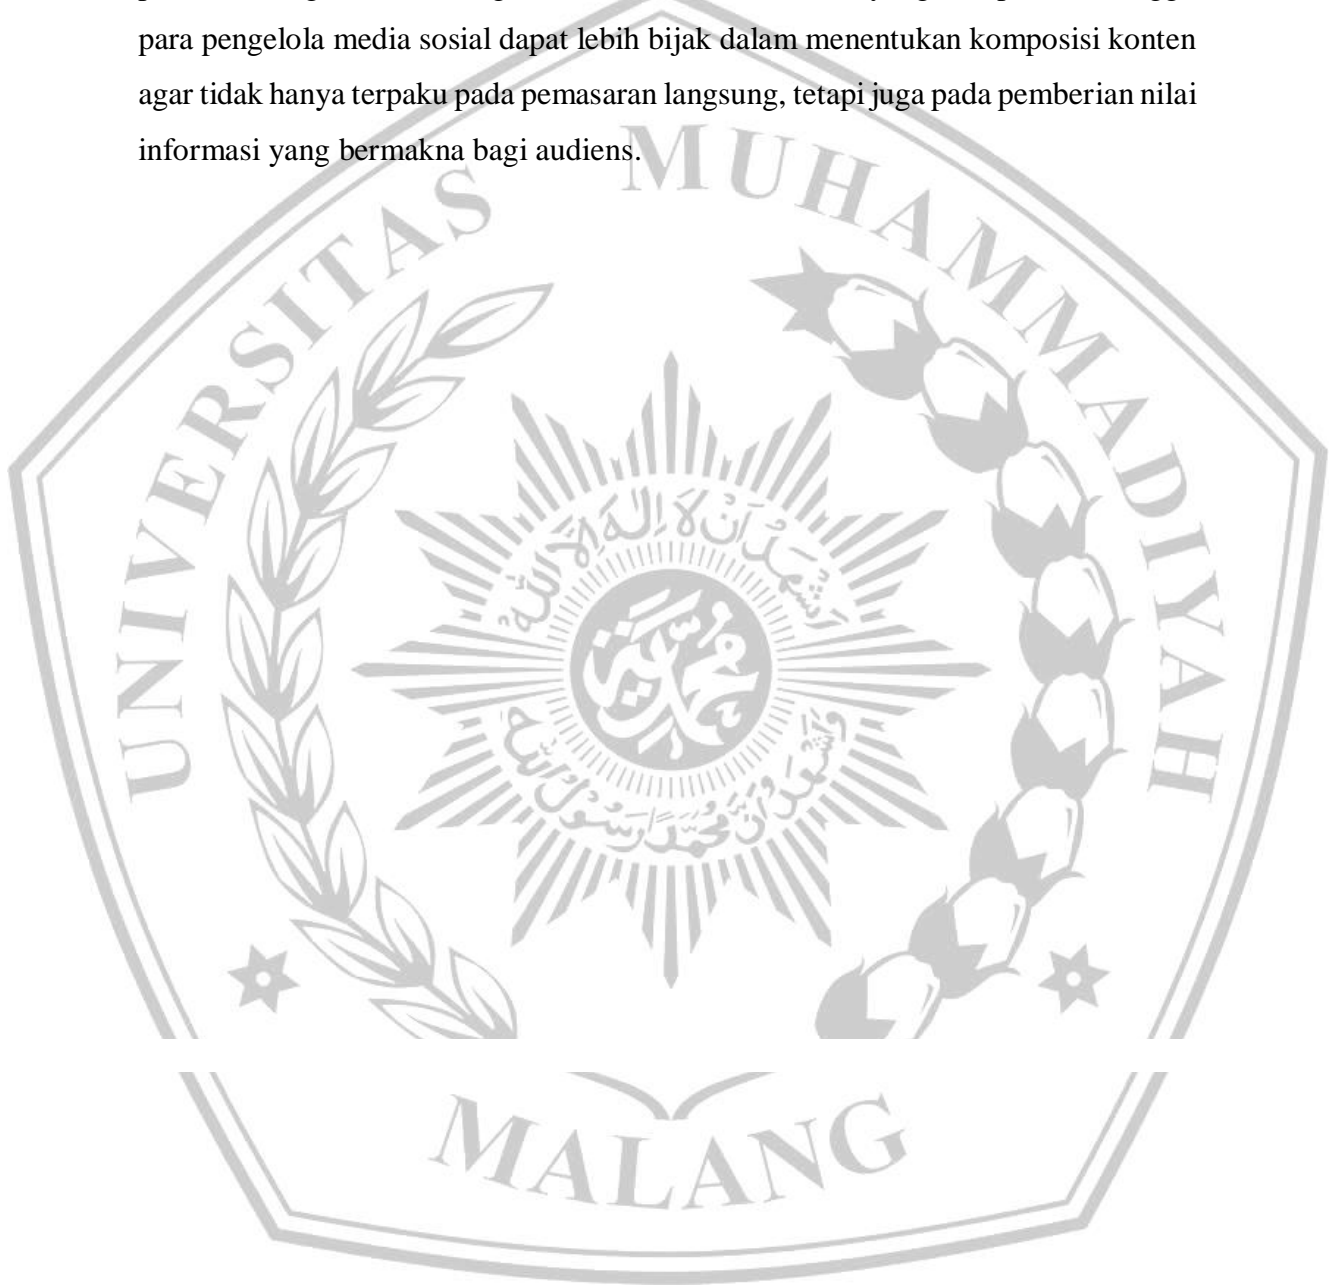 para pengelola media sosial dapat lebih bijak dalam menentukan komposisi konten
agar tidak hanya terpaku pada pemasaran langsung, tetapi juga pada pemberian nilai
informasi yang bermakna bagi audiens.
UNIVERSITAS MUHAMMADIYAH
MALANG